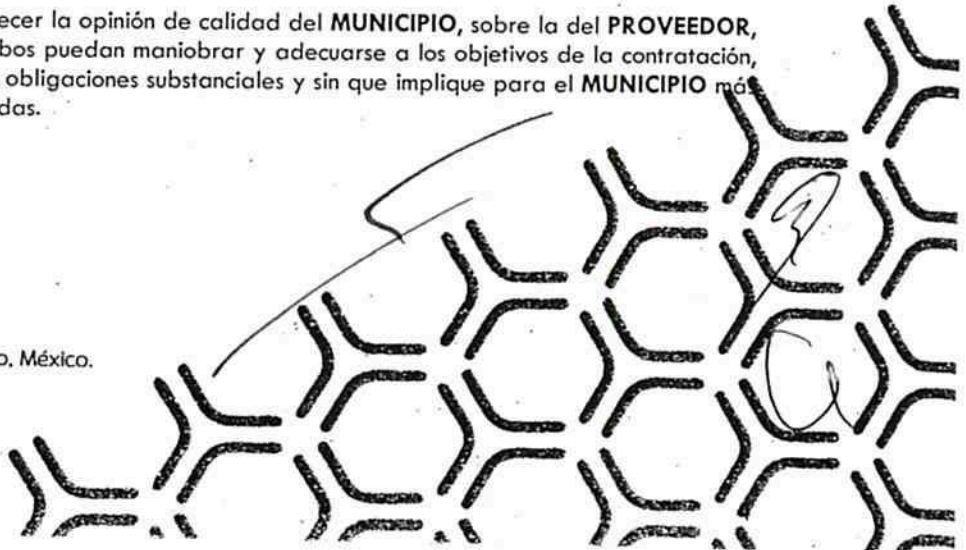 ecer la opinión de calidad del MUNICIPIO, sobre la del PROVEEDOR,
bos puedan maniobrar y adecuarse a los objetivos de la contratación,
obligaciones substanciales y sin que implique para el MUNICIPIO más
das.
o, México.